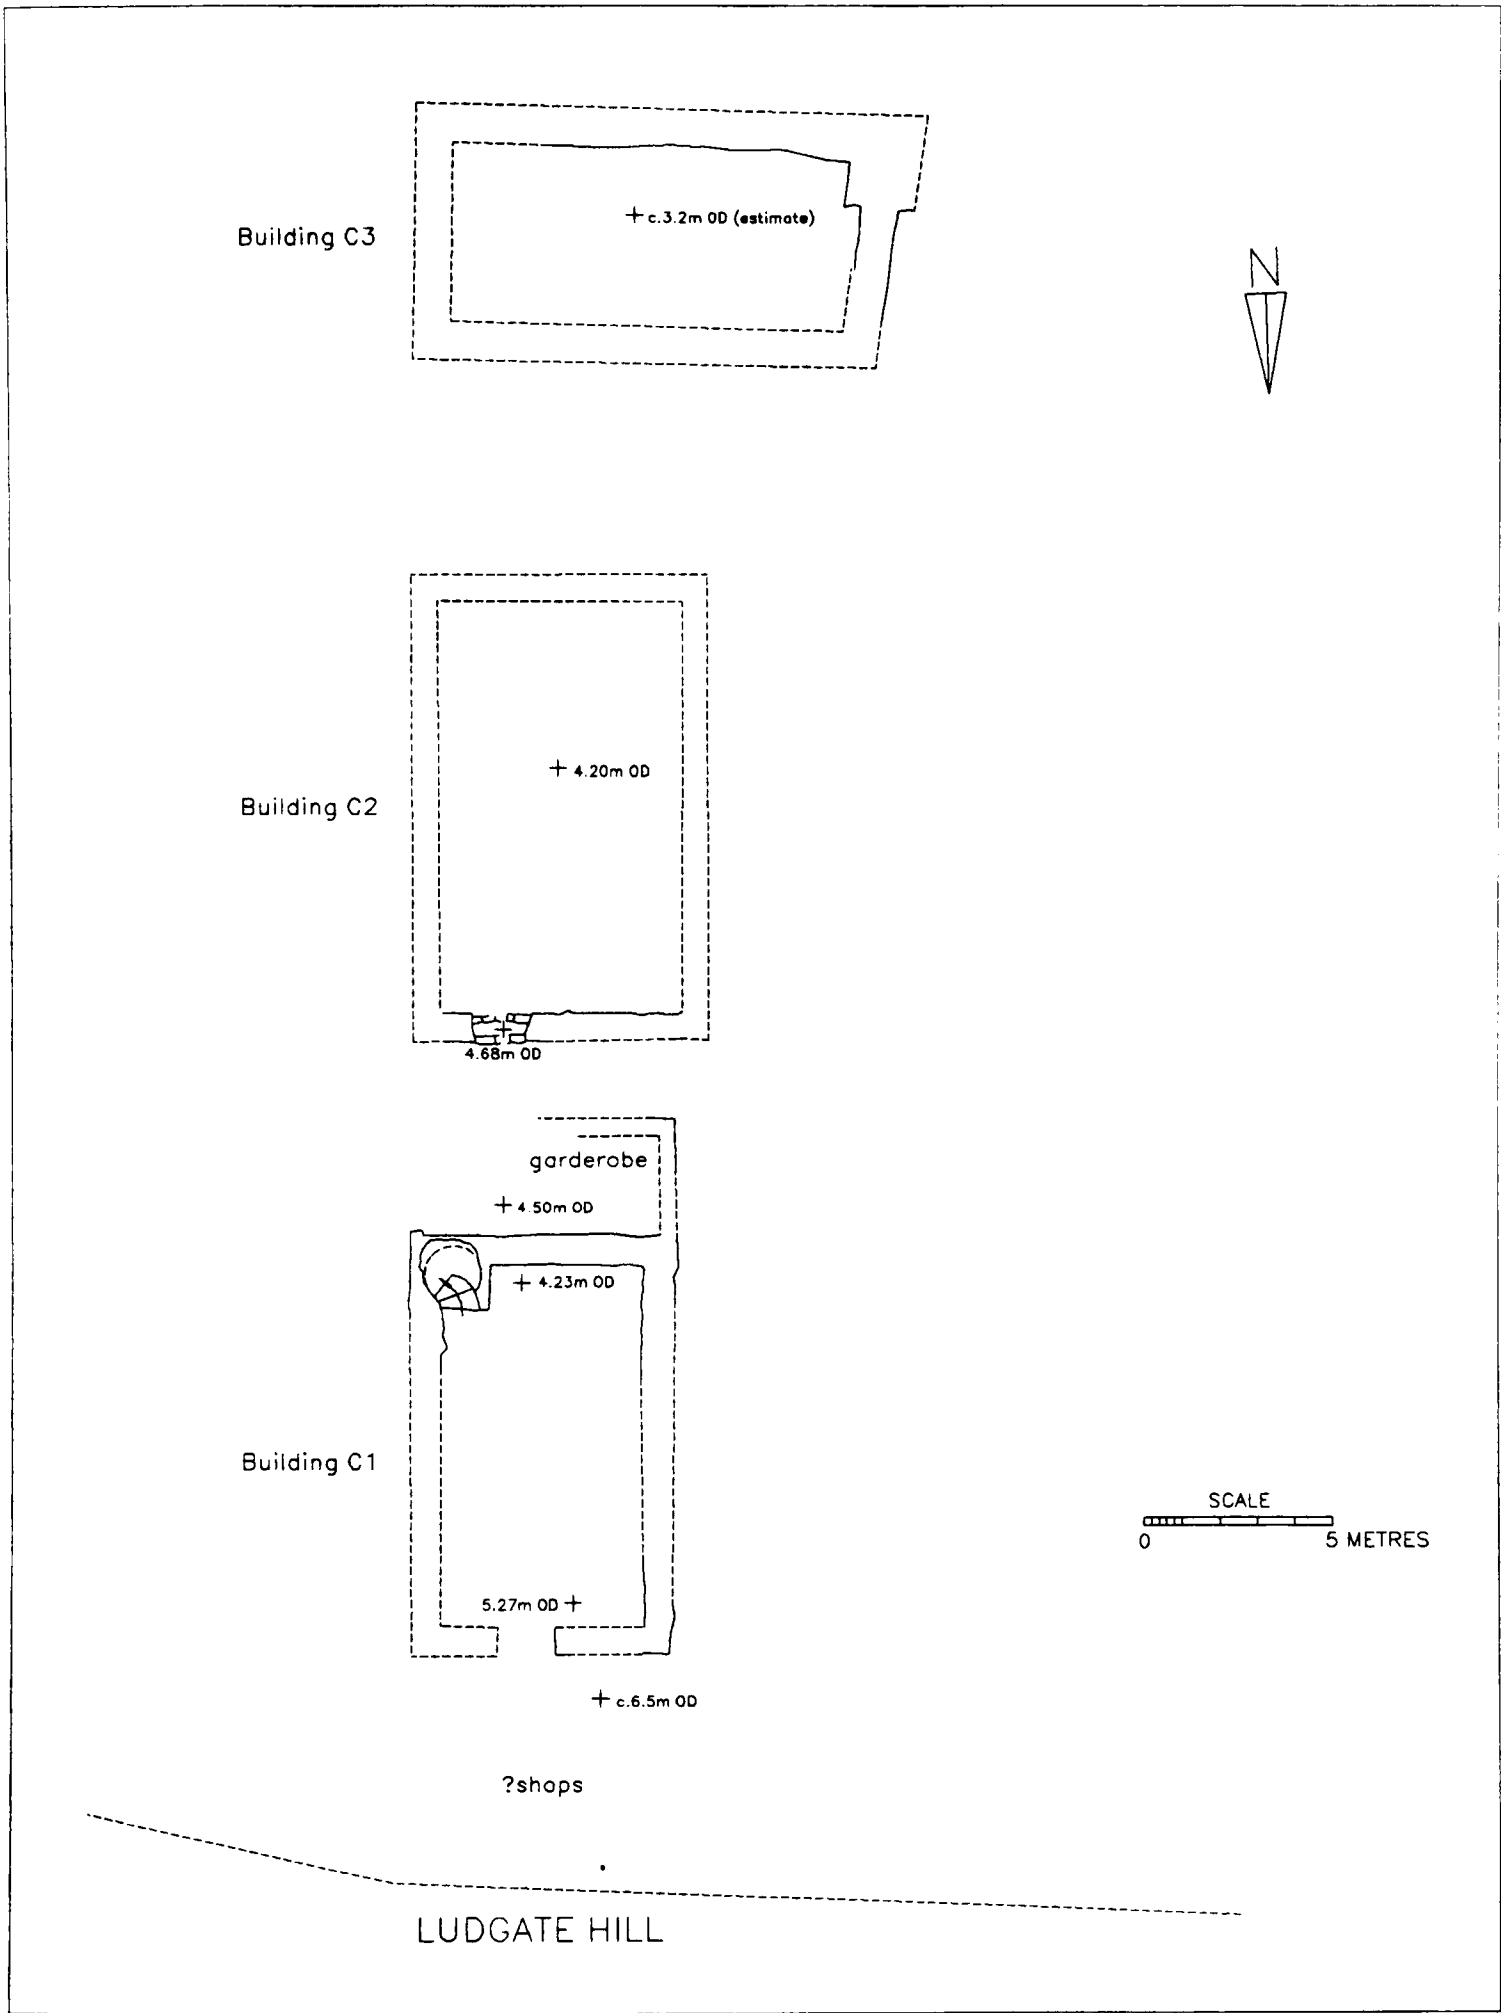 Building C3
+ c.3.2m OD (estimate)
N
Building C2
+ 4.20m OD
4.68m OD
garderobe
+ 4.50m OD
+ 4.23m OD
Building C1
SCALE
0 5 METRES
5.27m OD +
+ c.6.5m OD
?shops
LUDGATE HILL